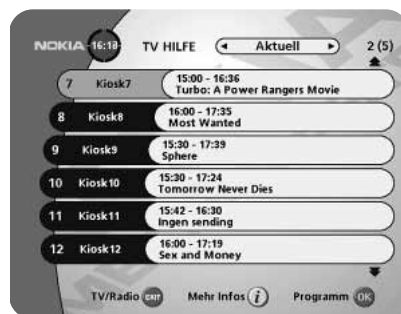 NOKIA 16:18 TV HILFE Aktuell 2 (5)
7 Kiosk7 15:00 - 16:36
Turbo: A Power Rangers Movie
8 Kiosk8 16:00 - 17:35
Most Wanted
9 Kiosk9 15:30 - 17:39
Sphere
10 Kiosk10 15:30 - 17:24
Tomorrow Never Dies
11 Kiosk11 15:42 - 16:30
Ingen sending
12 Kiosk12 16:00 - 17:19
Sex and Money
TV/Radio EXIT Mehr Infos i Programm OK